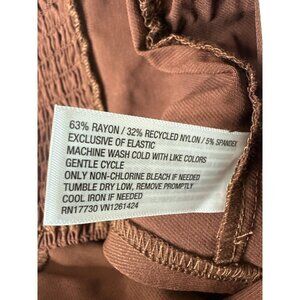 63% RAYON / 32% RECYCLED NYLON / 5% SPANDEX
EXCLUSIVE OF ELASTIC
MACHINE WASH COLD WITH LIKE COLORS
GENTLE CYCLE
ONLY NON-CHLORINE BLEACH IF NEEDED
TUMBLE DRY LOW, REMOVE PROMPTLY
COOL IRON IF NEEDED
RN17730 VN1261424